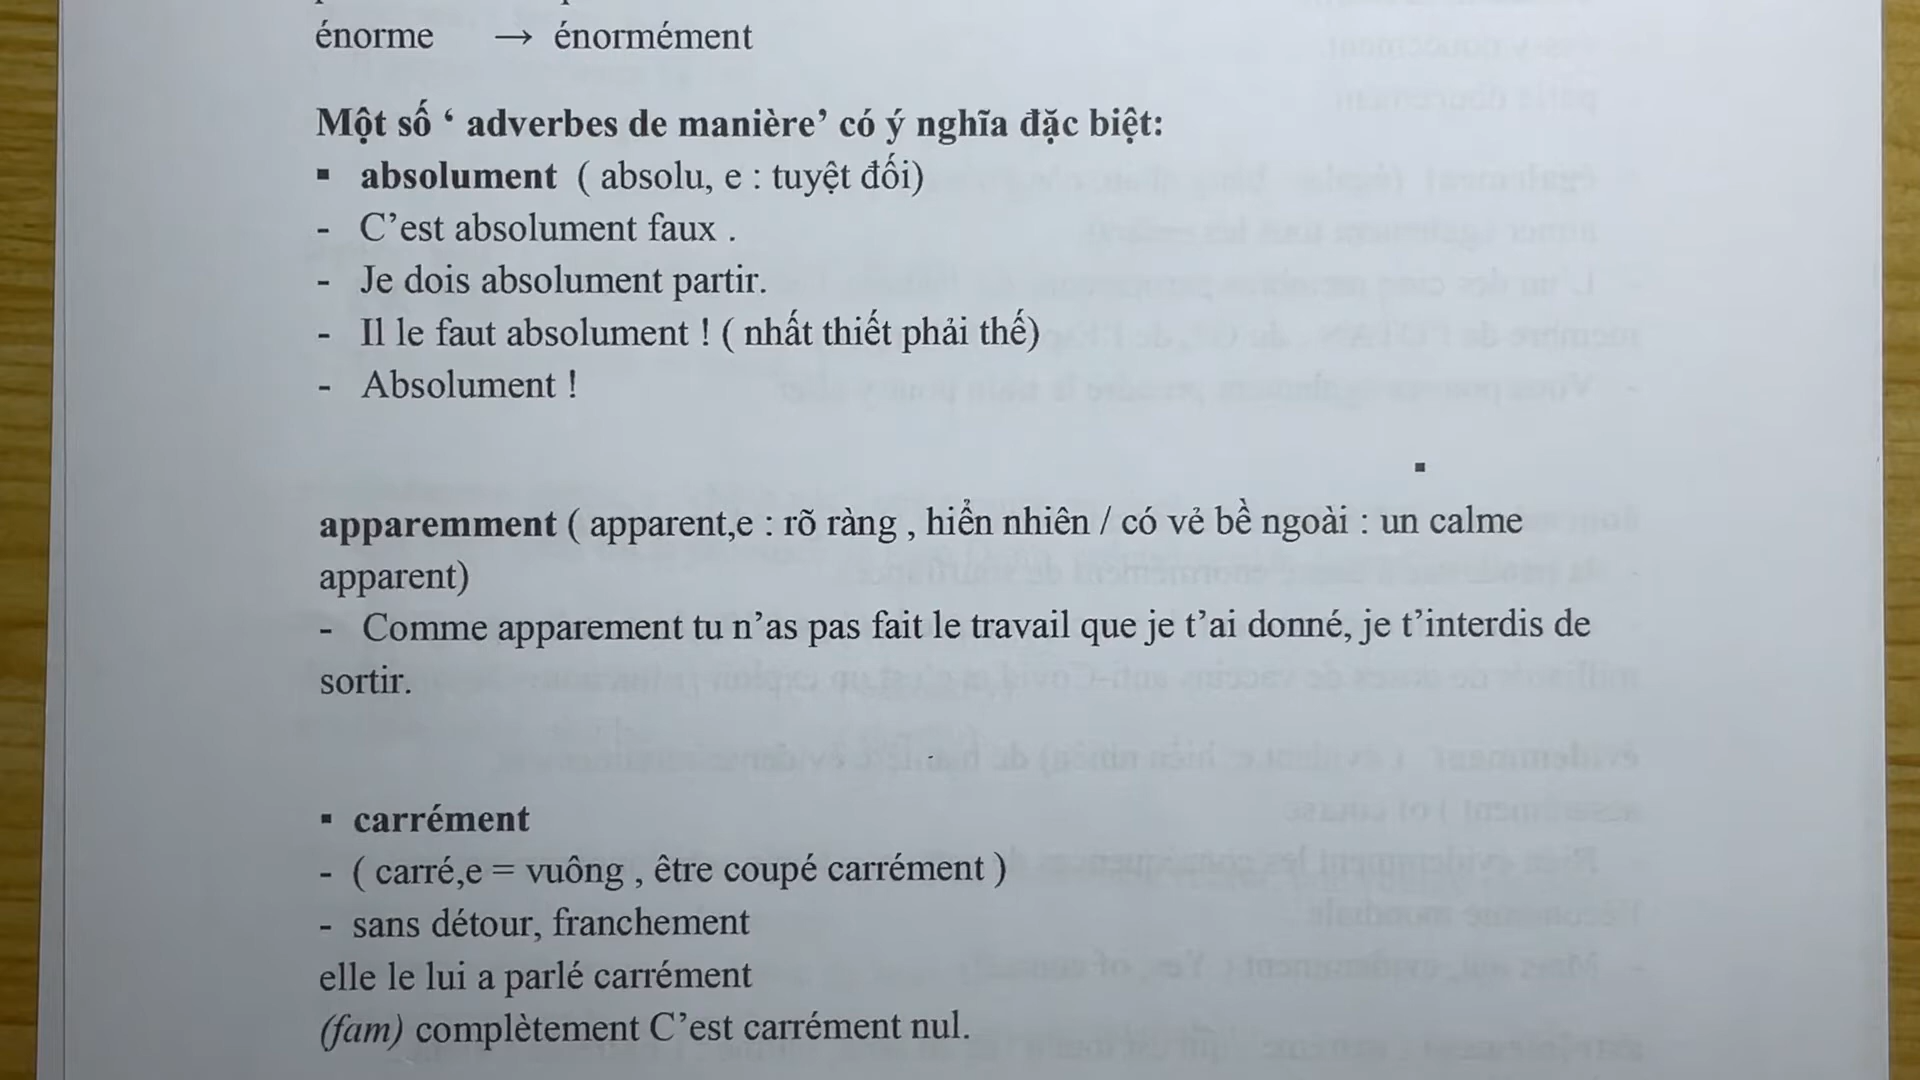 énorme → énormément
Một số ‘ adverbes de manière’ có ý nghĩa đặc biệt:
▪ absolument ( absolu, e : tuyệt đối)
- C’est absolument faux .
- Je dois absolument partir.
- Il le faut absolument ! ( nhất thiết phải thế)
- Absolument !
▪
apparemment ( apparent,e : rõ ràng , hiển nhiên / có vẻ bề ngoài : un calme
apparent)
- Comme apparement tu n’as pas fait le travail que je t’ai donné, je t’interdis de
sortir.
▪ carrément
- ( carré,e = vuông , être coupé carrément )
- sans détour, franchement
elle le lui a parlé carrément
(fam) complètement C’est carrément nul.